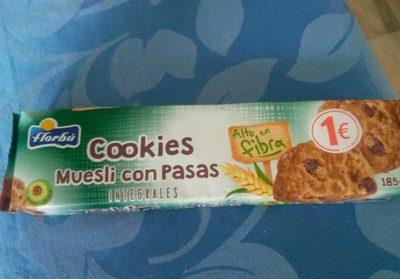 florbú
Cookies
Muesli con Pasas
INTEGRALES
Alto en
fibra
1€
185